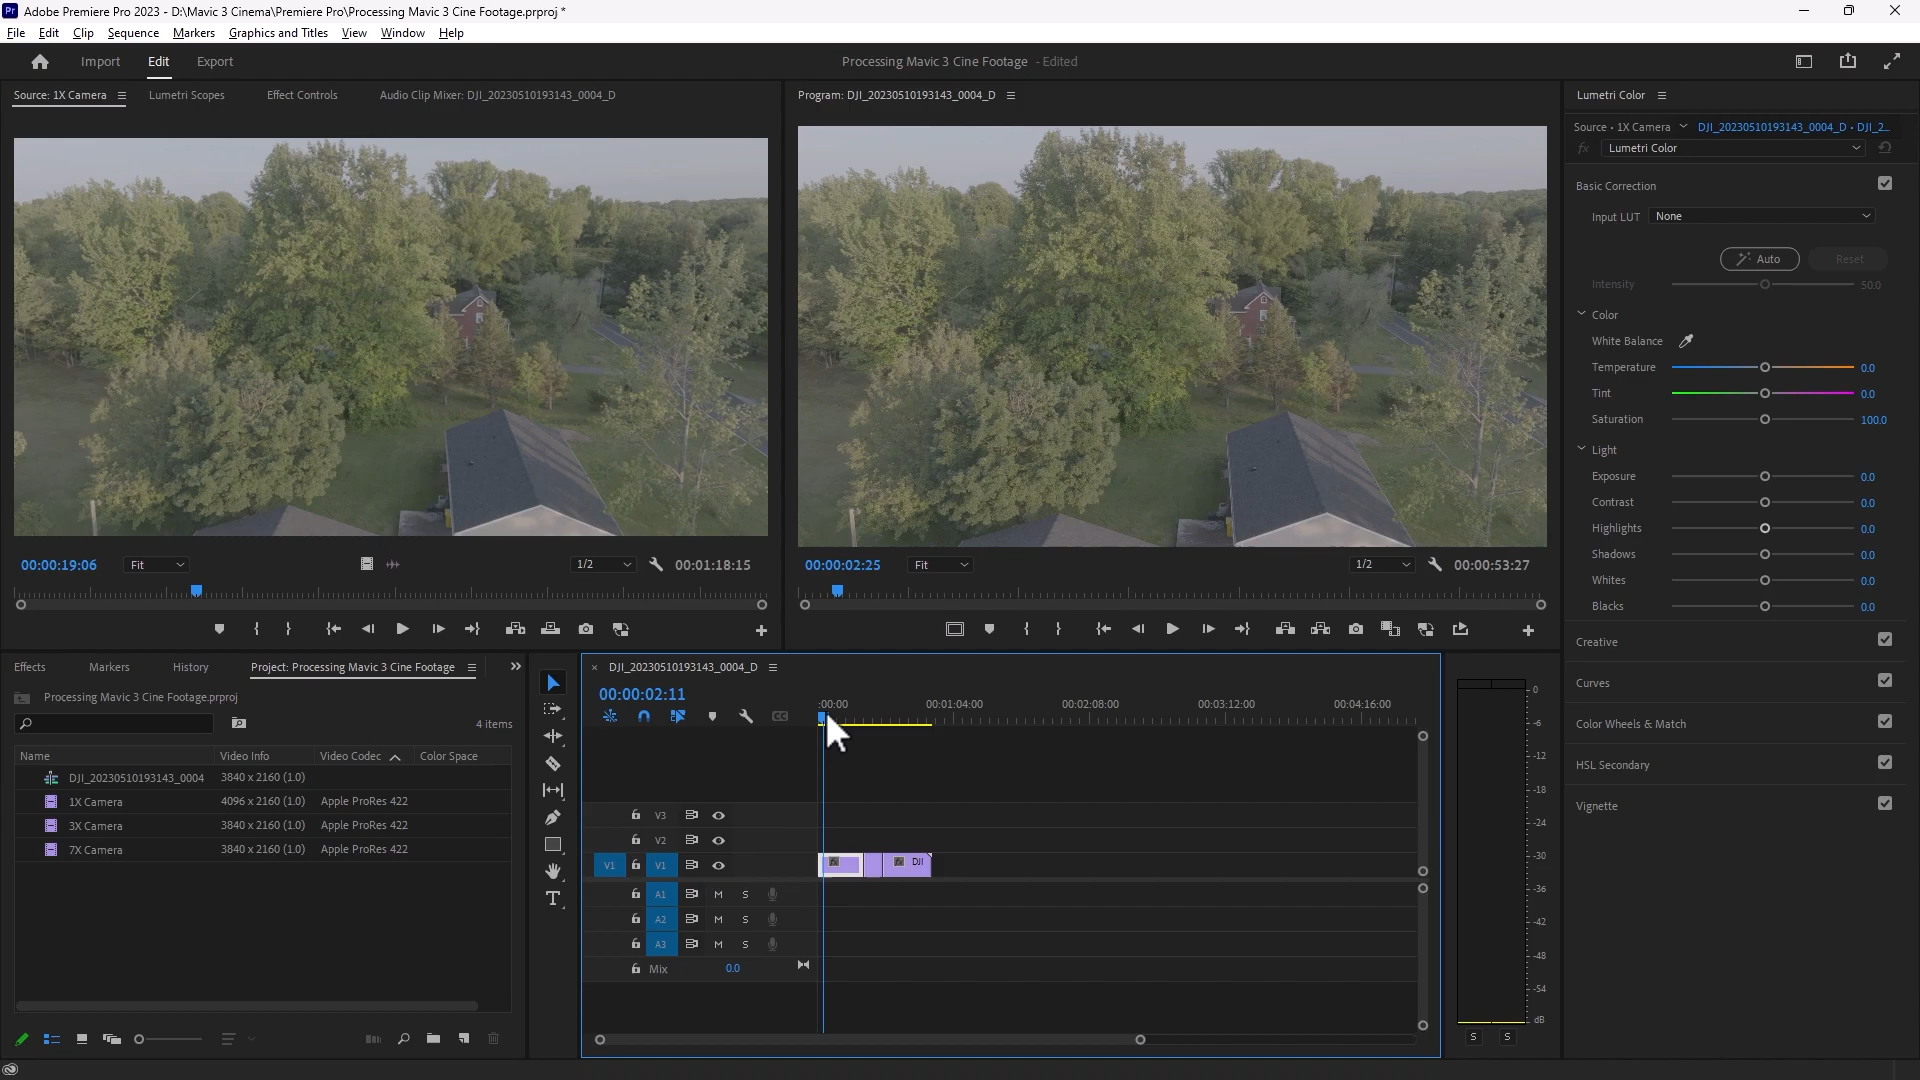 Pr Adobe Premiere Pro 2023 - D:\Mavic 3 Cinema\Premiere Pro\Processing Mavic 3 Cine Footage.prproj *
File Edit Clip Sequence Markers Graphics and Titles View Window Help
Import Edit Export
Processing Mavic 3 Cine Footage - Edited
Source: 1X Camera Lumetri Scopes Effect Controls Audio Clip Mixer: DJI_20230510193143_0004_D
Program: DJI_20230510193143_0004_D
Lumetri Color
Source • 1X Camera DJI_20230510193143_0004_D • DJI_2...
fx Lumetri Color
Basic Correction
Input LUT None
Auto Reset
Intensity 50.0
Color
White Balance
Temperature 0.0
Tint 0.0
Saturation 100.0
Light
Exposure 0.0
Contrast 0.0
Highlights 0.0
Shadows 0.0
Whites 0.0
Blacks 0.0
Creative
Curves
Color Wheels & Match
HSL Secondary
Vignette
00:00:19:06 Fit 1/2 00:01:18:15
00:00:02:25 Fit 1/2 00:00:53:27
Effects Markers History Project: Processing Mavic 3 Cine Footage
Processing Mavic 3 Cine Footage.prproj
4 items
Name Video Info Video Codec Color Space
DJI_20230510193143_0004 3840 x 2160 (1.0)
1X Camera 4096 x 2160 (1.0) Apple ProRes 422
3X Camera 3840 x 2160 (1.0) Apple ProRes 422
7X Camera 3840 x 2160 (1.0) Apple ProRes 422
DJI_20230510193143_0004_D
00:00:02:11
:00:00 00:01:04:00 00:02:08:00 00:03:12:00 00:04:16:00
CC
V3
V2
V1 V1 fx fx DJI
A1 M S
A2 M S
A3 M S
Mix 0.0
T
0
-6
-12
-18
-24
-30
-36
-42
-48
-54
dB
S S